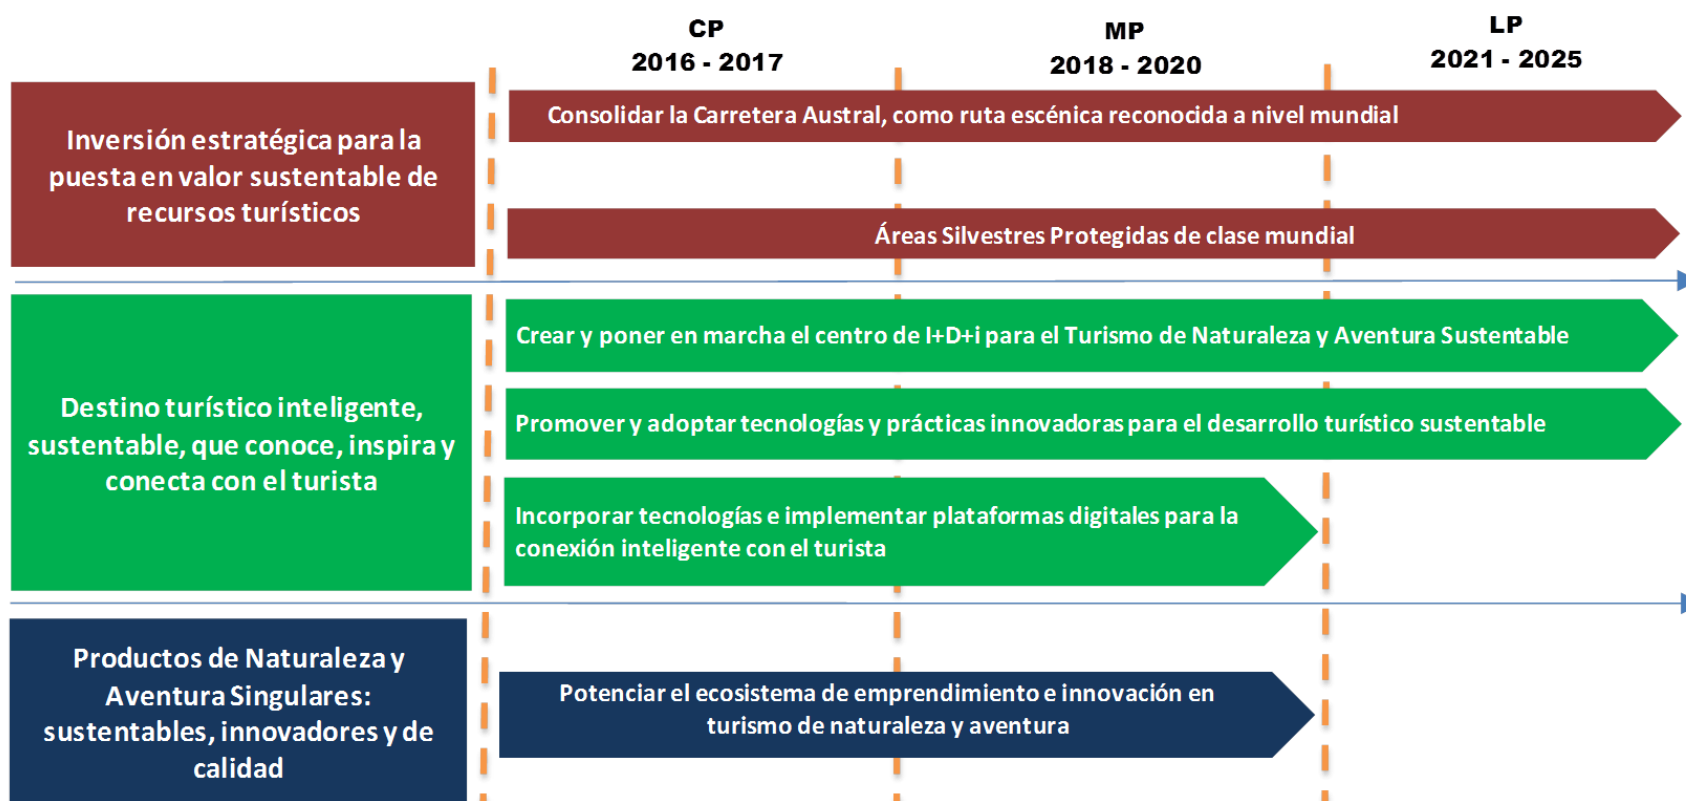 CP
2016 - 2017
MP
2018 - 2020
LP
2021 - 2025
Inversión estratégica para la
puesta en valor sustentable de
recursos turísticos
Consolidar la Carretera Austral, como ruta escénica reconocida a nivel mundial
Áreas Silvestres Protegidas de clase mundial
Destino turístico inteligente,
sustentable, que conoce, inspira y
conecta con el turista
Crear y poner en marcha el centro de I+D+i para el Turismo de Naturaleza y Aventura Sustentable
Promover y adoptar tecnologías y prácticas innovadoras para el desarrollo turístico sustentable
Incorporar tecnologías e implementar plataformas digitales para la
conexión inteligente con el turista
Productos de Naturaleza y
Aventura Singulares:
sustentables, innovadores y de
calidad
Potenciar el ecosistema de emprendimiento e innovación en
turismo de naturaleza y aventura